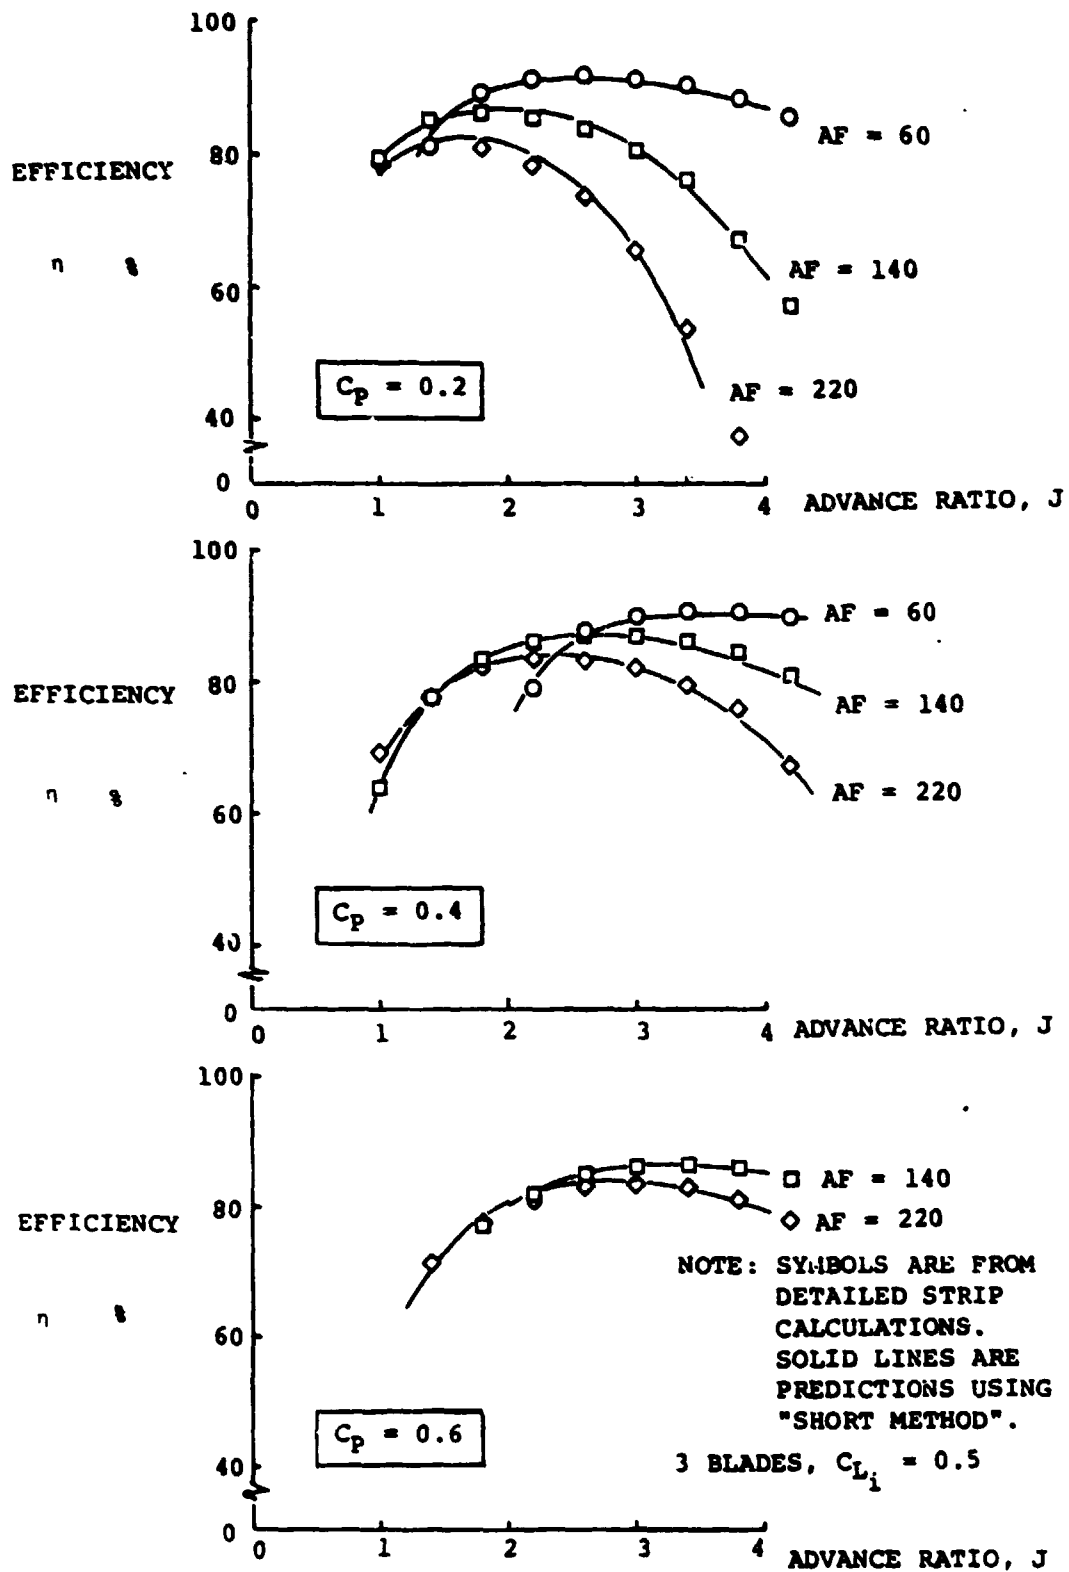 100
80
60
40
0
EFFICIENCY
η %
AF = 60
AF = 140
AF = 220
C_P = 0.2
0 1 2 3 4 ADVANCE RATIO, J
100
80
60
40
0
EFFICIENCY
η %
AF = 60
AF = 140
AF = 220
C_P = 0.4
0 1 2 3 4 ADVANCE RATIO, J
100
80
60
40
0
EFFICIENCY
η %
AF = 140
AF = 220
NOTE: SYMBOLS ARE FROM
DETAILED STRIP
CALCULATIONS.
SOLID LINES ARE
PREDICTIONS USING
"SHORT METHOD".
3 BLADES, C_L_i = 0.5
C_P = 0.6
0 1 2 3 4 ADVANCE RATIO, J